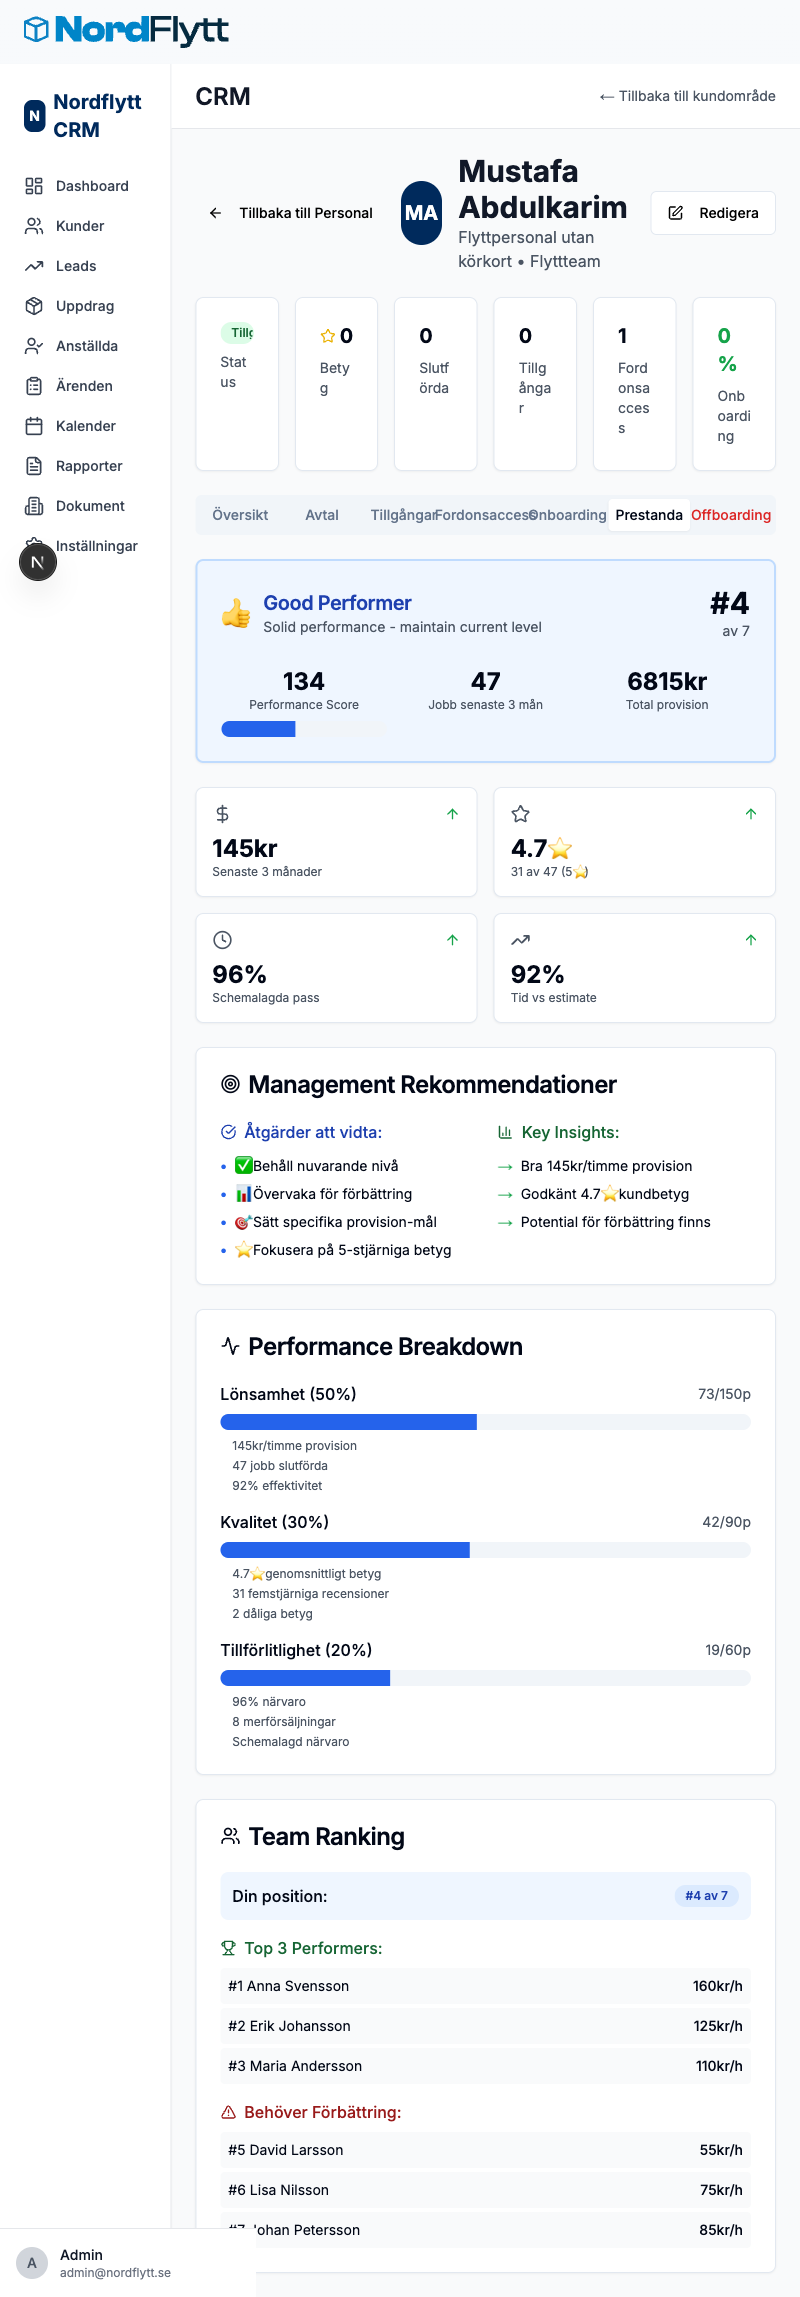 NordFlytt
N
Nordflytt
CRM
CRM
← Tillbaka till kundområde
Dashboard
Kunder
Leads
Uppdrag
Anställda
Ärenden
Kalender
Rapporter
Dokument
Inställningar
N
Tillbaka till Personal
MA
Mustafa
Abdulkarim
Flyttpersonal utan
körkort • Flyttteam
Redigera
Status
0
Betyg
0
Slutförda
0
Tillgångar
1
Fordonsaccess
0
%
Onboarding
Översikt
Avtal
Tillgångar
Fordonsaccess
Onboarding
Prestanda
Offboarding
👍 Good Performer
Solid performance - maintain current level
#4
av 7
134
Performance Score
47
Jobb senaste 3 mån
6815kr
Total provision
145kr
Senaste 3 månader
4.7⭐
31 av 47 (5⭐)
96%
Schemalagda pass
92%
Tid vs estimate
Management Rekommendationer
Åtgärder att vidta:
• ✅Behåll nuvarande nivå
• 📊Övervaka för förbättring
• 🎯Sätt specifika provision-mål
• ⭐Fokusera på 5-stjärniga betyg
Key Insights:
→ Bra 145kr/timme provision
→ Godkänt 4.7⭐kundbetyg
→ Potential för förbättring finns
Performance Breakdown
Lönsamhet (50%) 73/150p
145kr/timme provision
47 jobb slutförda
92% effektivitet
Kvalitet (30%) 42/90p
4.7⭐genomsnittligt betyg
31 femstjärniga recensioner
2 dåliga betyg
Tillförlitlighet (20%) 19/60p
96% närvaro
8 merförsäljningar
Schemalagd närvaro
Team Ranking
Din position: #4 av 7
Top 3 Performers:
#1 Anna Svensson 160kr/h
#2 Erik Johansson 125kr/h
#3 Maria Andersson 110kr/h
Behöver Förbättring:
#5 David Larsson 55kr/h
#6 Lisa Nilsson 75kr/h
#7 Johan Petersson 85kr/h
A
Admin
admin@nordflytt.se